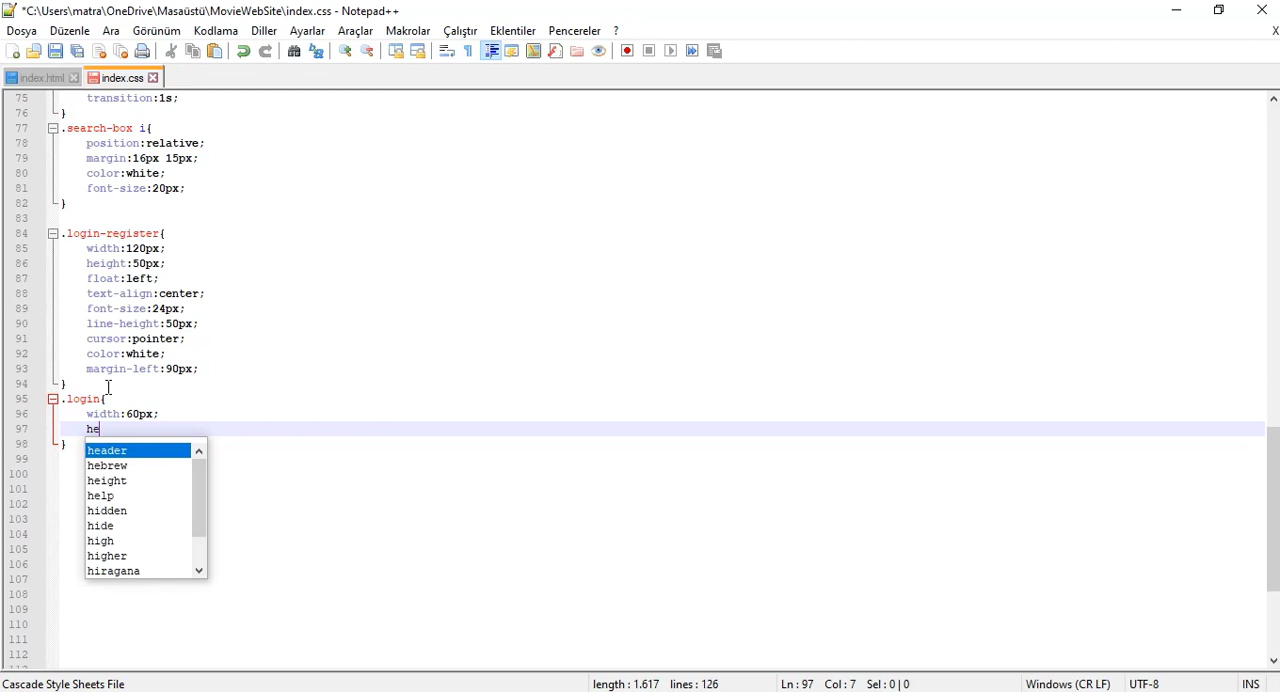 *C:\Users\matra\OneDrive\Masaüstü\MovieWebSite\index.css - Notepad++
Dosya Düzenle Ara Görünüm Kodlama Diller Ayarlar Araçlar Makrolar Çalıştır Eklentiler Pencereler ? X
index.html index.css
75 transition:1s;
76 }
77 .search-box i{
78 position:relative;
79 margin:16px 15px;
80 color:white;
81 font-size:20px;
82 }
83
84 .login-register{
85 width:120px;
86 height:50px;
87 float:left;
88 text-align:center;
89 font-size:24px;
90 line-height:50px;
91 cursor:pointer;
92 color:white;
93 margin-left:90px;
94 }
95 .login{
96 width:60px;
97 he
98 }
header
hebrew
height
help
hidden
hide
high
higher
hiragana
99
100
101
102
103
104
105
106
107
108
109
110
111
112
Cascade Style Sheets File length : 1.617 lines : 126 Ln : 97 Col : 7 Sel : 0 | 0 Windows (CR LF) UTF-8 INS